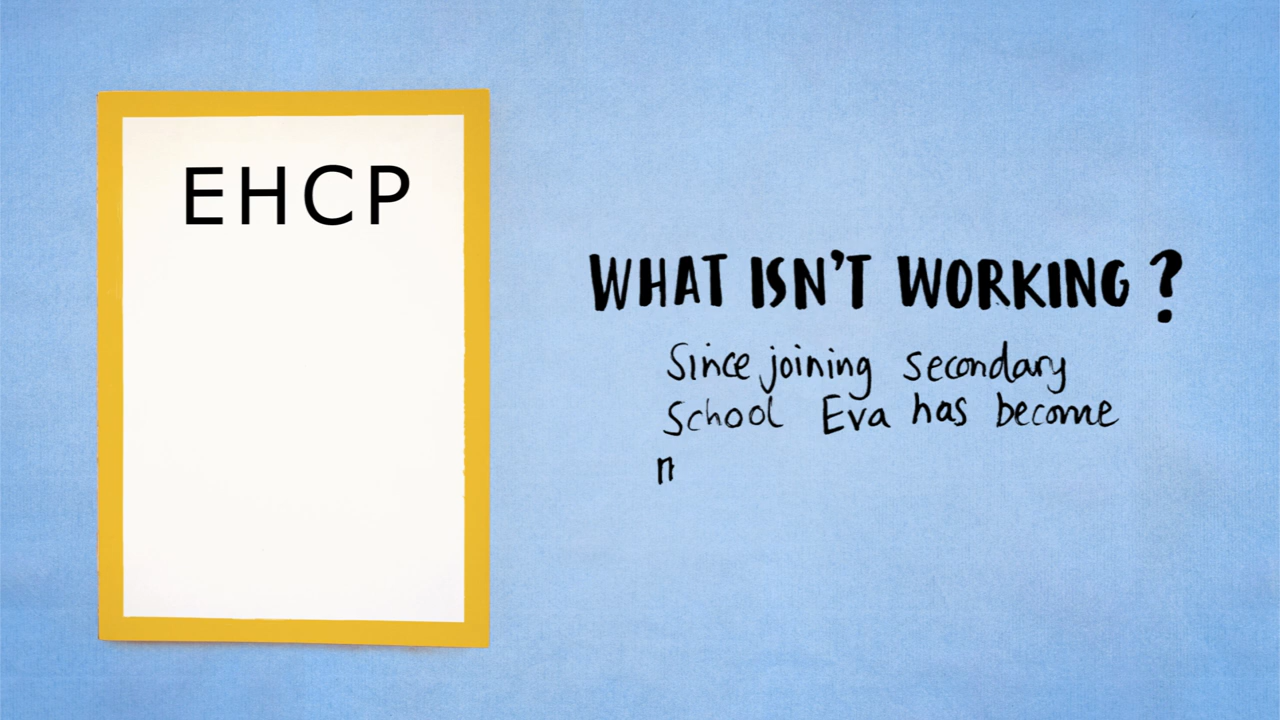 EHCP
WHAT ISN'T WORKING ?
Since joining secondary
School Eva has become
n